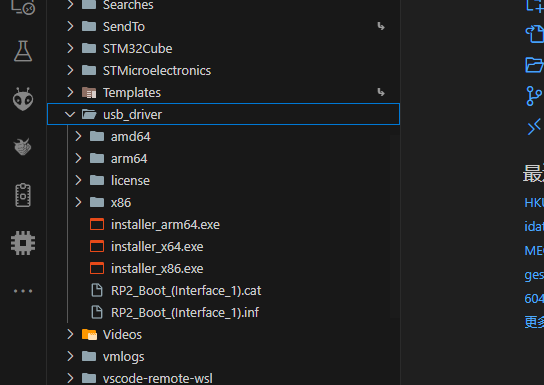 Searches
SendTo
STM32Cube
STMicroelectronics
Templates
usb_driver
amd64
arm64
license
x86
installer_arm64.exe
installer_x64.exe
installer_x86.exe
RP2_Boot_(Interface_1).cat
RP2_Boot_(Interface_1).inf
Videos
vmlogs
vscode-remote-wsl
最
HKU
idat
ME
ges
604
更多